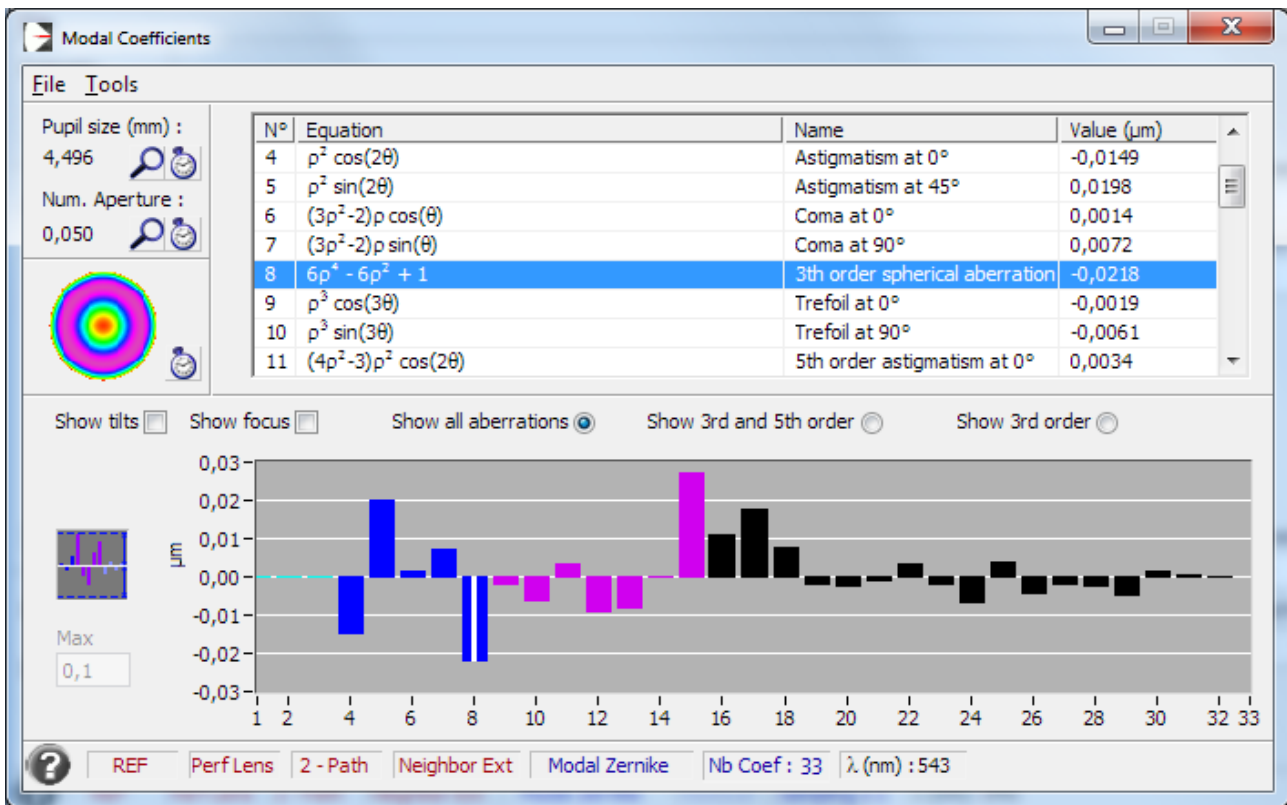 Modal Coefficients
File Tools
Pupil size (mm) :
4,496
Num. Aperture :
0,050
N° Equation Name Value (µm)
4 ρ² cos(2θ) Astigmatism at 0° -0,0149
5 ρ² sin(2θ) Astigmatism at 45° 0,0198
6 (3ρ²-2)ρ cos(θ) Coma at 0° 0,0014
7 (3ρ²-2)ρ sin(θ) Coma at 90° 0,0072
8 6ρ⁴ - 6ρ² + 1 3th order spherical aberration -0,0218
9 ρ³ cos(3θ) Trefoil at 0° -0,0019
10 ρ³ sin(3θ) Trefoil at 90° -0,0061
11 (4ρ²-3)ρ² cos(2θ) 5th order astigmatism at 0° 0,0034
Show tilts Show focus Show all aberrations Show 3rd and 5th order Show 3rd order
0,03
0,02
0,01
0,00
-0,01
-0,02
-0,03
µm
Max
0,1
1 2 4 6 8 10 12 14 16 18 20 22 24 26 28 30 32 33
? REF Perf Lens 2 - Path Neighbor Ext Modal Zernike Nb Coef : 33 λ (nm) : 543